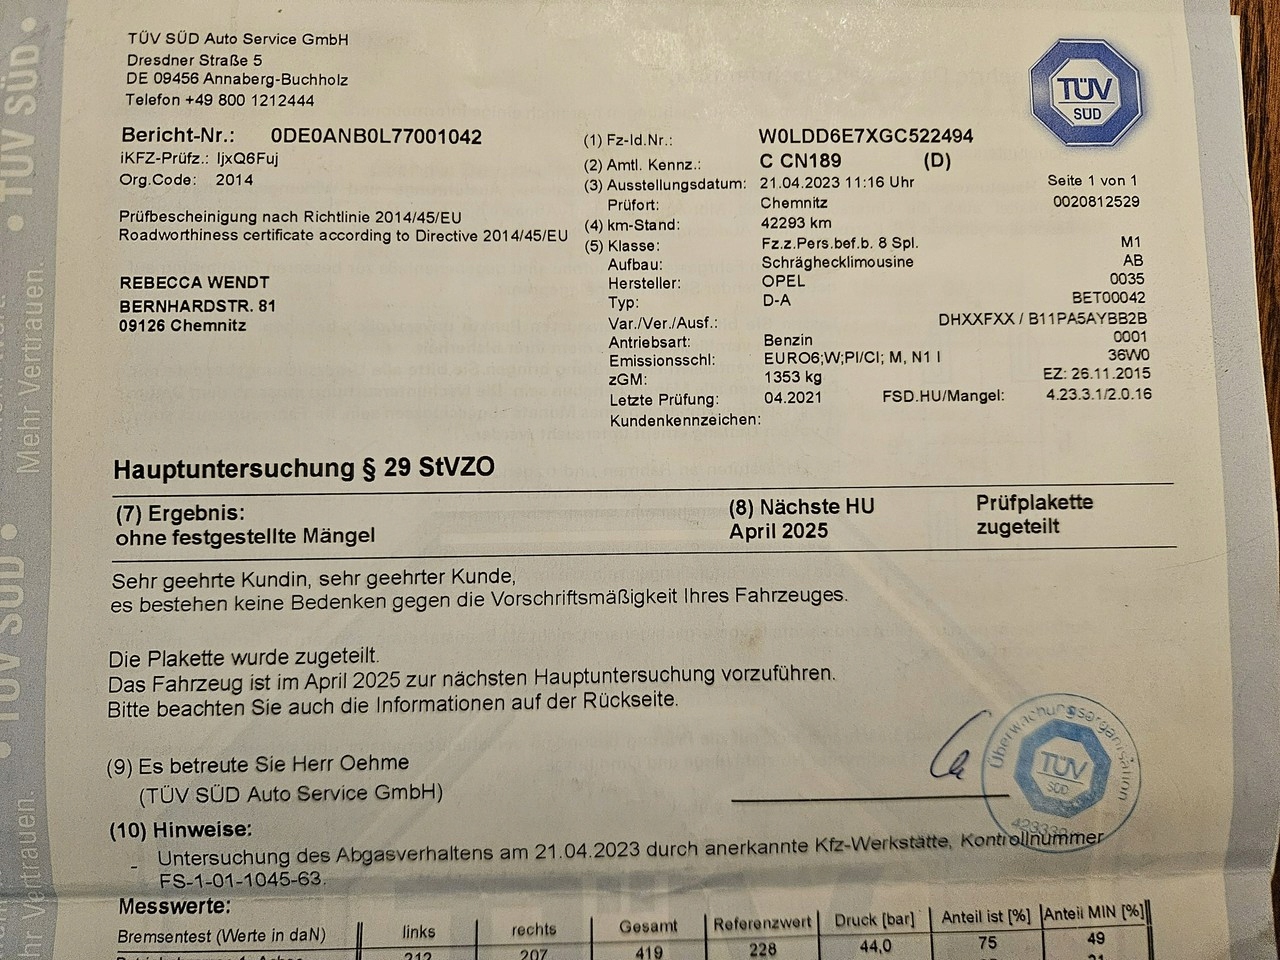 TÜV SÜD Auto Service GmbH
Dresdner Straße 5
DE 09456 Annaberg-Buchholz
Telefon +49 800 1212444
TÜV
SÜD
Bericht-Nr.: 0DE0ANB0L77001042
iKFZ-Prüfz.: IjxQ6Fuj
Org.Code: 2014
Prüfbescheinigung nach Richtlinie 2014/45/EU
Roadworthiness certificate according to Directive 2014/45/EU
REBECCA WENDT
BERNHARDSTR. 81
09126 Chemnitz
(1) Fz-Id.Nr.: W0LDD6E7XGC522494
(2) Amtl. Kennz.: C CN189 (D)
(3) Ausstellungsdatum: 21.04.2023 11:16 Uhr Seite 1 von 1
Prüfort: Chemnitz 0020812529
(4) km-Stand: 42293 km
(5) Klasse: Fz.z.Pers.bef.b. 8 Spl. M1
Aufbau: Schräghecklimousine AB
Hersteller: OPEL 0035
Typ: D-A BET00042
Var./Ver./Ausf.: DHXXFXX / B11PA5AYBB2B
Antriebsart: Benzin 0001
Emissionsschl: EURO6;W;PI/CI; M, N1 I 36W0
zGM: 1353 kg EZ: 26.11.2015
Letzte Prüfung: 04.2021 FSD.HU/Mangel: 4.23.3.1/2.0.16
Kundenkennzeichen:
Hauptuntersuchung § 29 StVZO
(7) Ergebnis: (8) Nächste HU Prüfplakette
ohne festgestellte Mängel April 2025 zugeteilt
Sehr geehrte Kundin, sehr geehrter Kunde,
es bestehen keine Bedenken gegen die Vorschriftsmäßigkeit Ihres Fahrzeuges.
Die Plakette wurde zugeteilt.
Das Fahrzeug ist im April 2025 zur nächsten Hauptuntersuchung vorzuführen.
Bitte beachten Sie auch die Informationen auf der Rückseite.
(9) Es betreute Sie Herr Oehme
(TÜV SÜD Auto Service GmbH)
Überwachungsorganisation
TÜV
SÜD
(10) Hinweise:
- Untersuchung des Abgasverhaltens am 21.04.2023 durch anerkannte Kfz-Werkstätte, Kontrollnummer
FS-1-01-1045-63.
Messwerte:
Bremsentest (Werte in daN) links rechts Gesamt Referenzwert Druck [bar] Anteil ist [%] Anteil MIN [%]
212 207 419 228 44,0 75 49
TÜV SÜD
Mehr Vertrauen.
TÜV SÜD
Mehr Vertrauen.